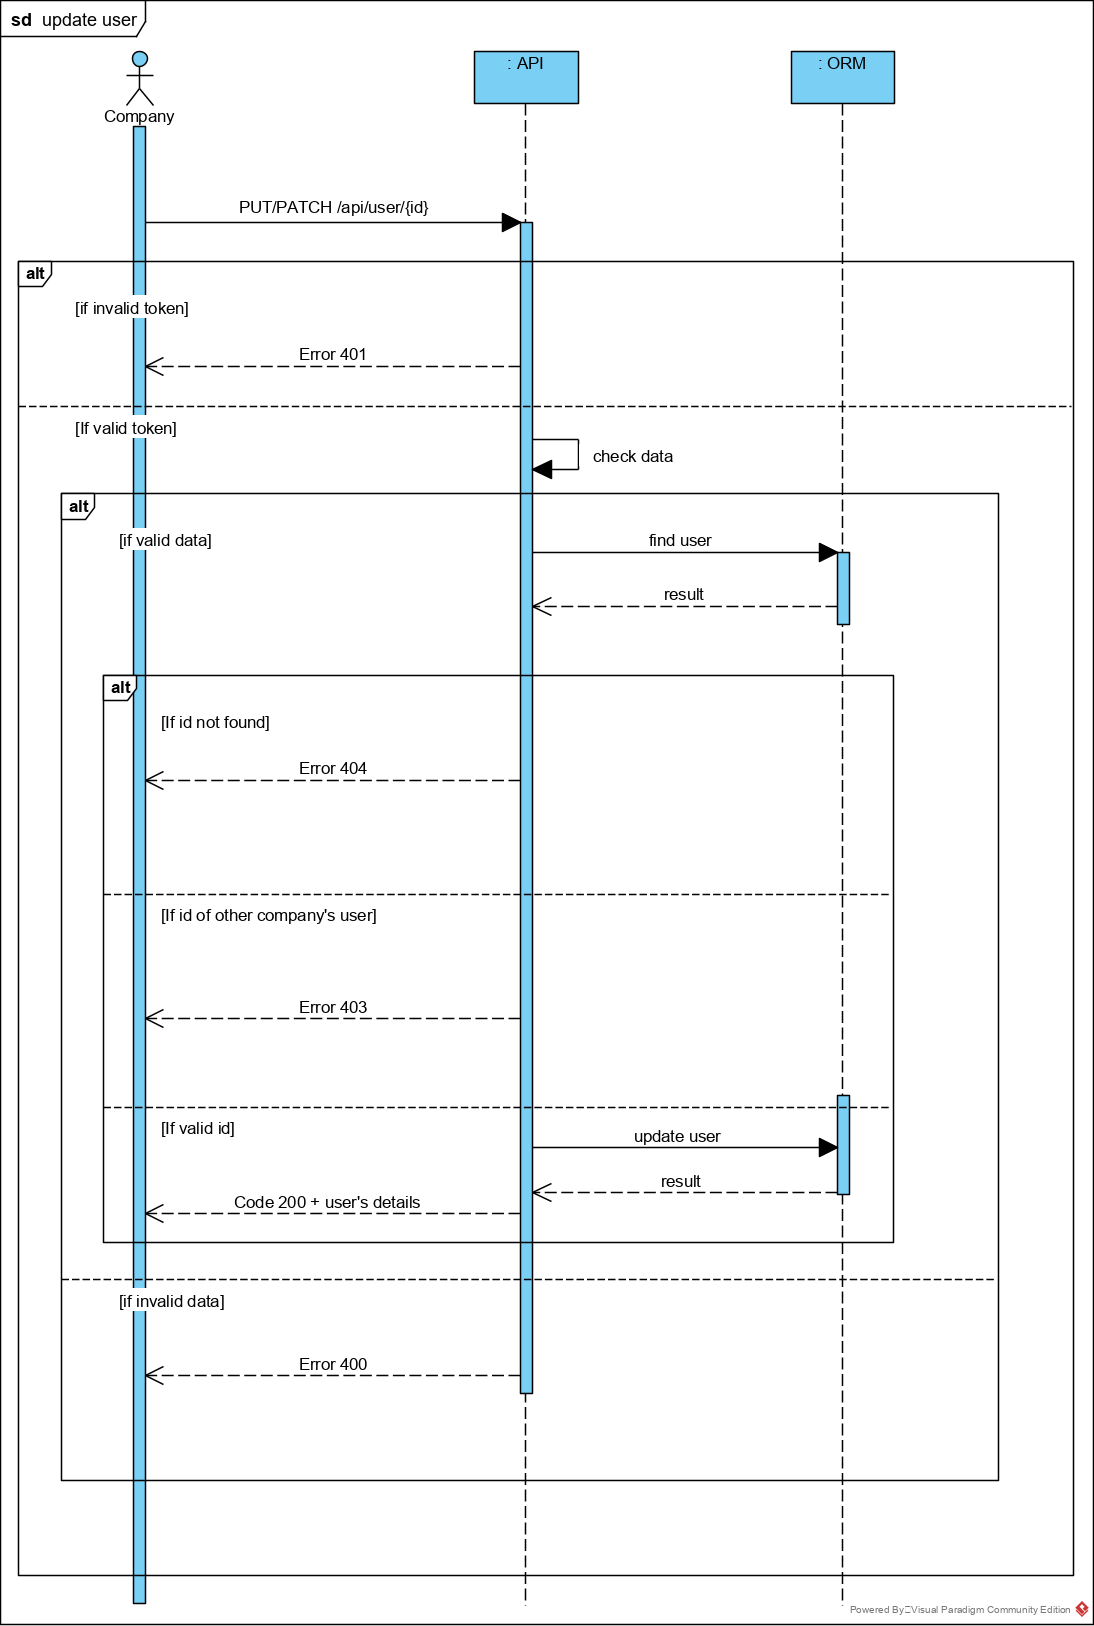 sd update user
Company
: API
: ORM
PUT/PATCH /api/user/{id}
alt
[if invalid token]
Error 401
[If valid token]
check data
alt
[if valid data]
find user
result
alt
[If id not found]
Error 404
[If id of other company's user]
Error 403
[If valid id]
update user
result
Code 200 + user's details
[if invalid data]
Error 400
Powered By Visual Paradigm Community Edition